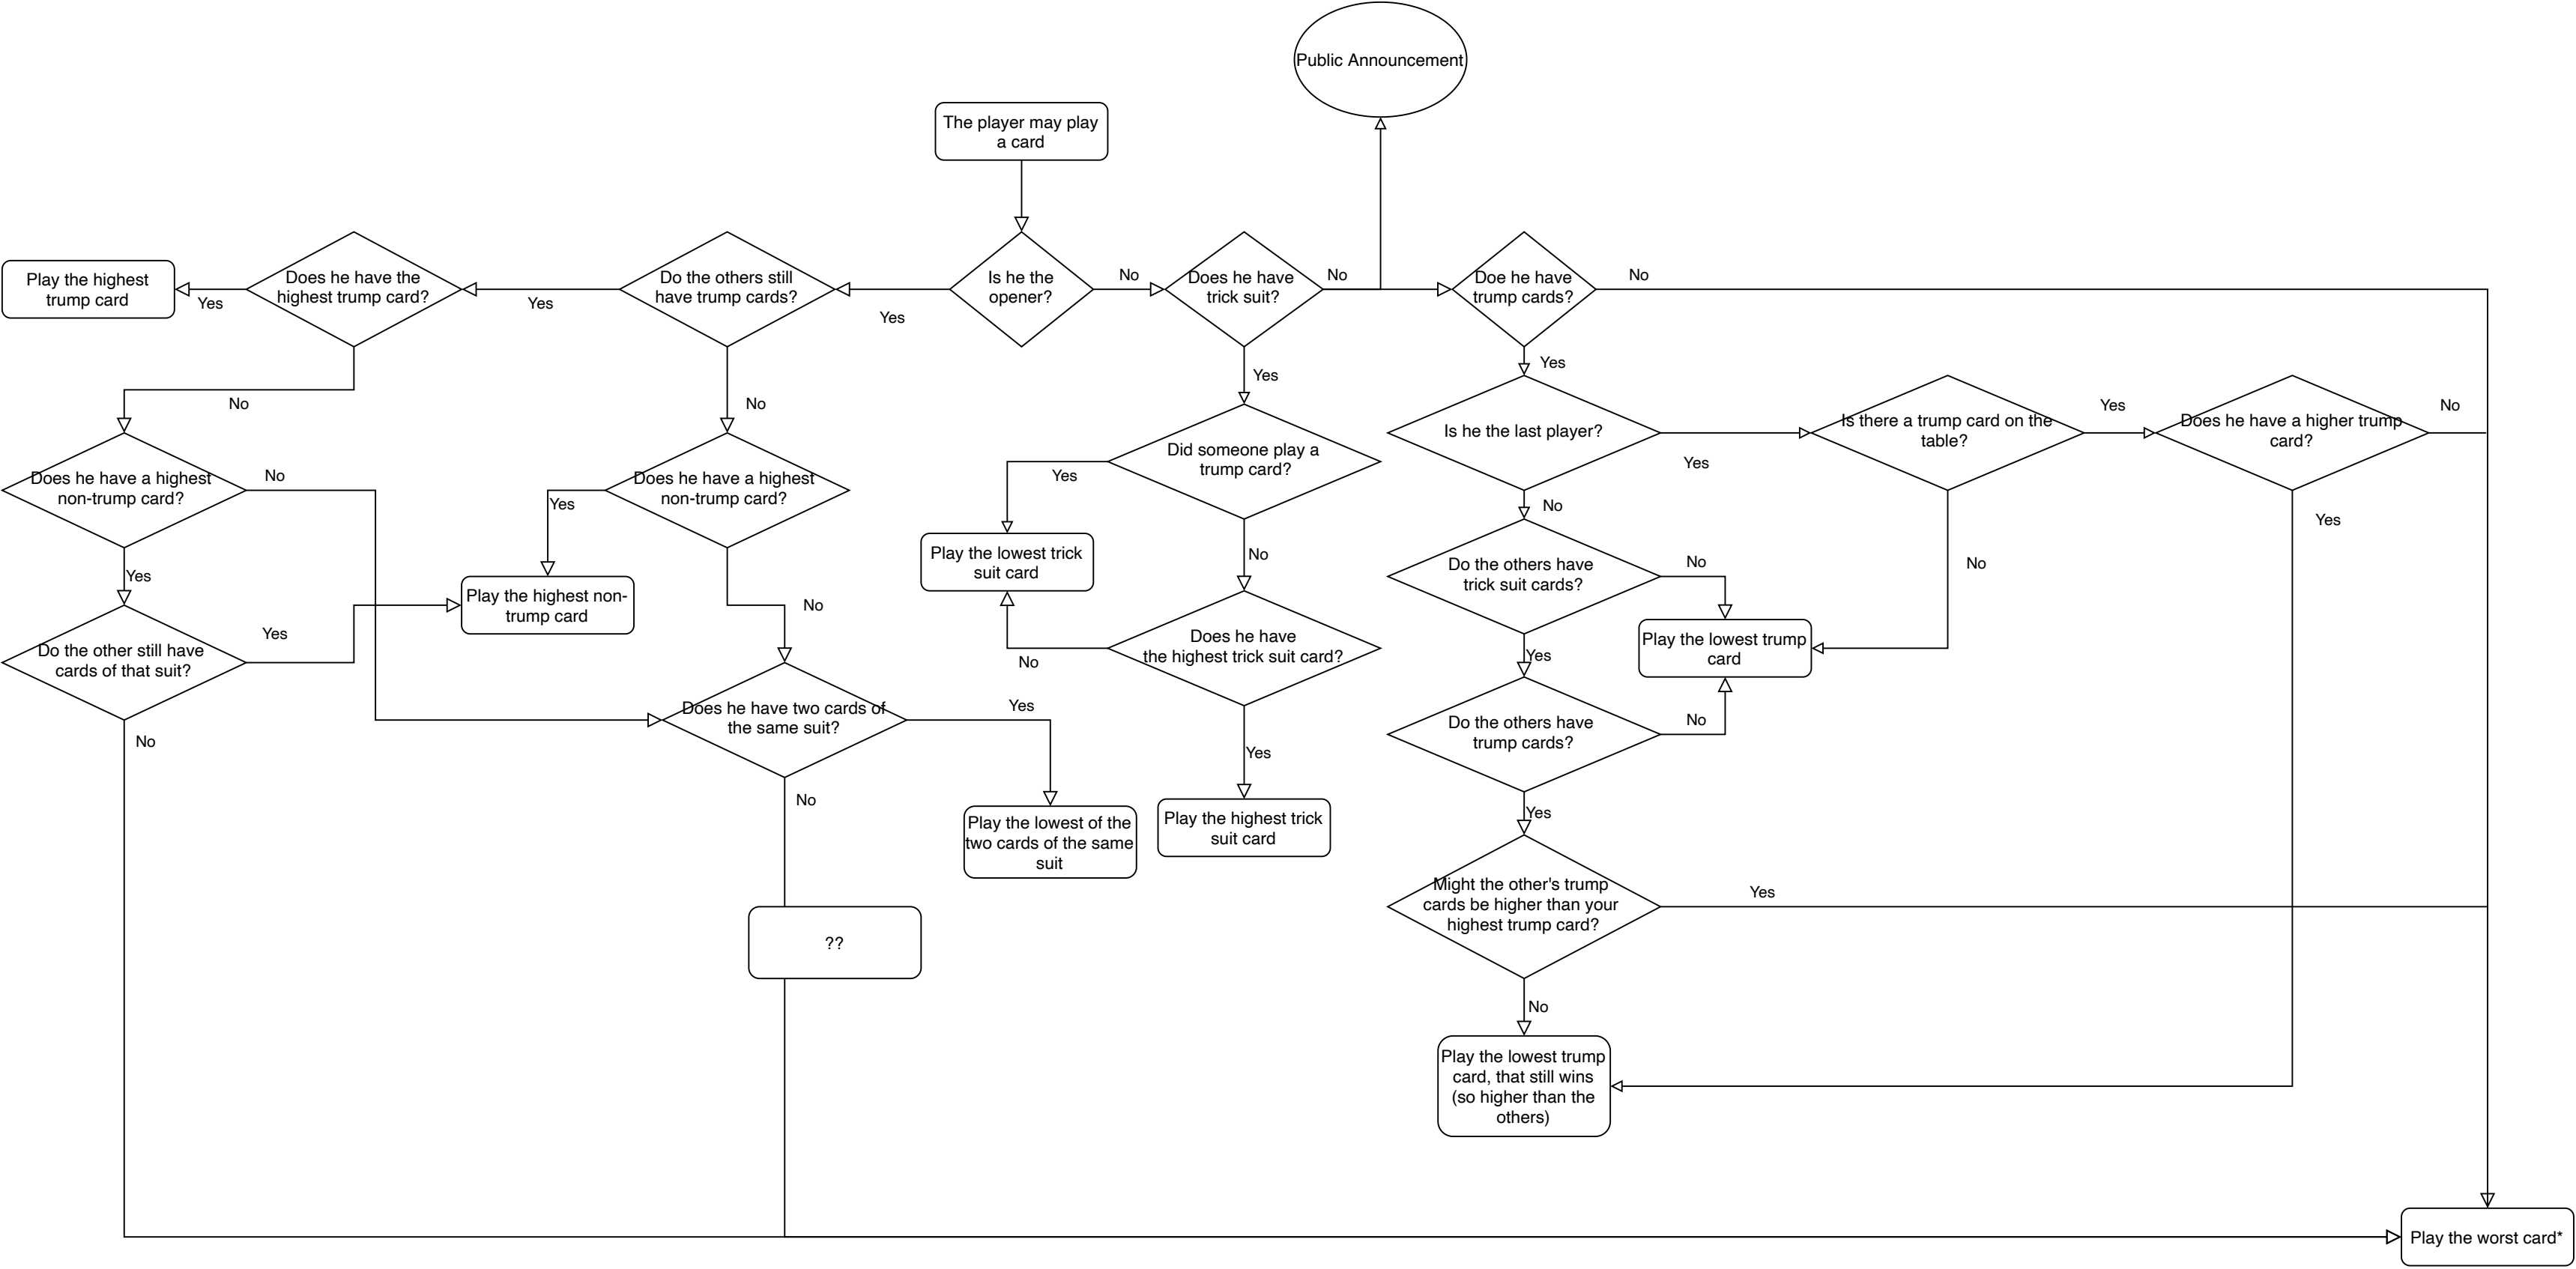 Public Announcement
The player may play
a card
Play the highest
trump card
Yes
Does he have the
highest trump card?
Yes
Do the others still
have trump cards?
Yes
Is he the
opener?
No
Does he have
trick suit?
No
Doe he have
trump cards?
No
No
No
Yes
Yes
Does he have a highest
non-trump card?
No
Does he have a highest
non-trump card?
Yes
Did someone play a
trump card?
Yes
Is he the last player?
Yes
Is there a trump card on the
table?
Yes
Does he have a higher trump
card?
No
Yes
No
Yes
No
No
Yes
Play the highest non-
trump card
Play the lowest trick
suit card
Do the others have
trick suit cards?
No
Do the other still have
cards of that suit?
Yes
No
Does he have
the highest trick suit card?
No
Yes
Play the lowest trump
card
No
Does he have two cards of
the same suit?
Yes
Yes
Do the others have
trump cards?
No
No
Play the lowest of the
two cards of the same
suit
Play the highest trick
suit card
Yes
??
Might the other's trump
cards be higher than your
highest trump card?
Yes
No
Play the lowest trump
card, that still wins
(so higher than the
others)
Play the worst card*